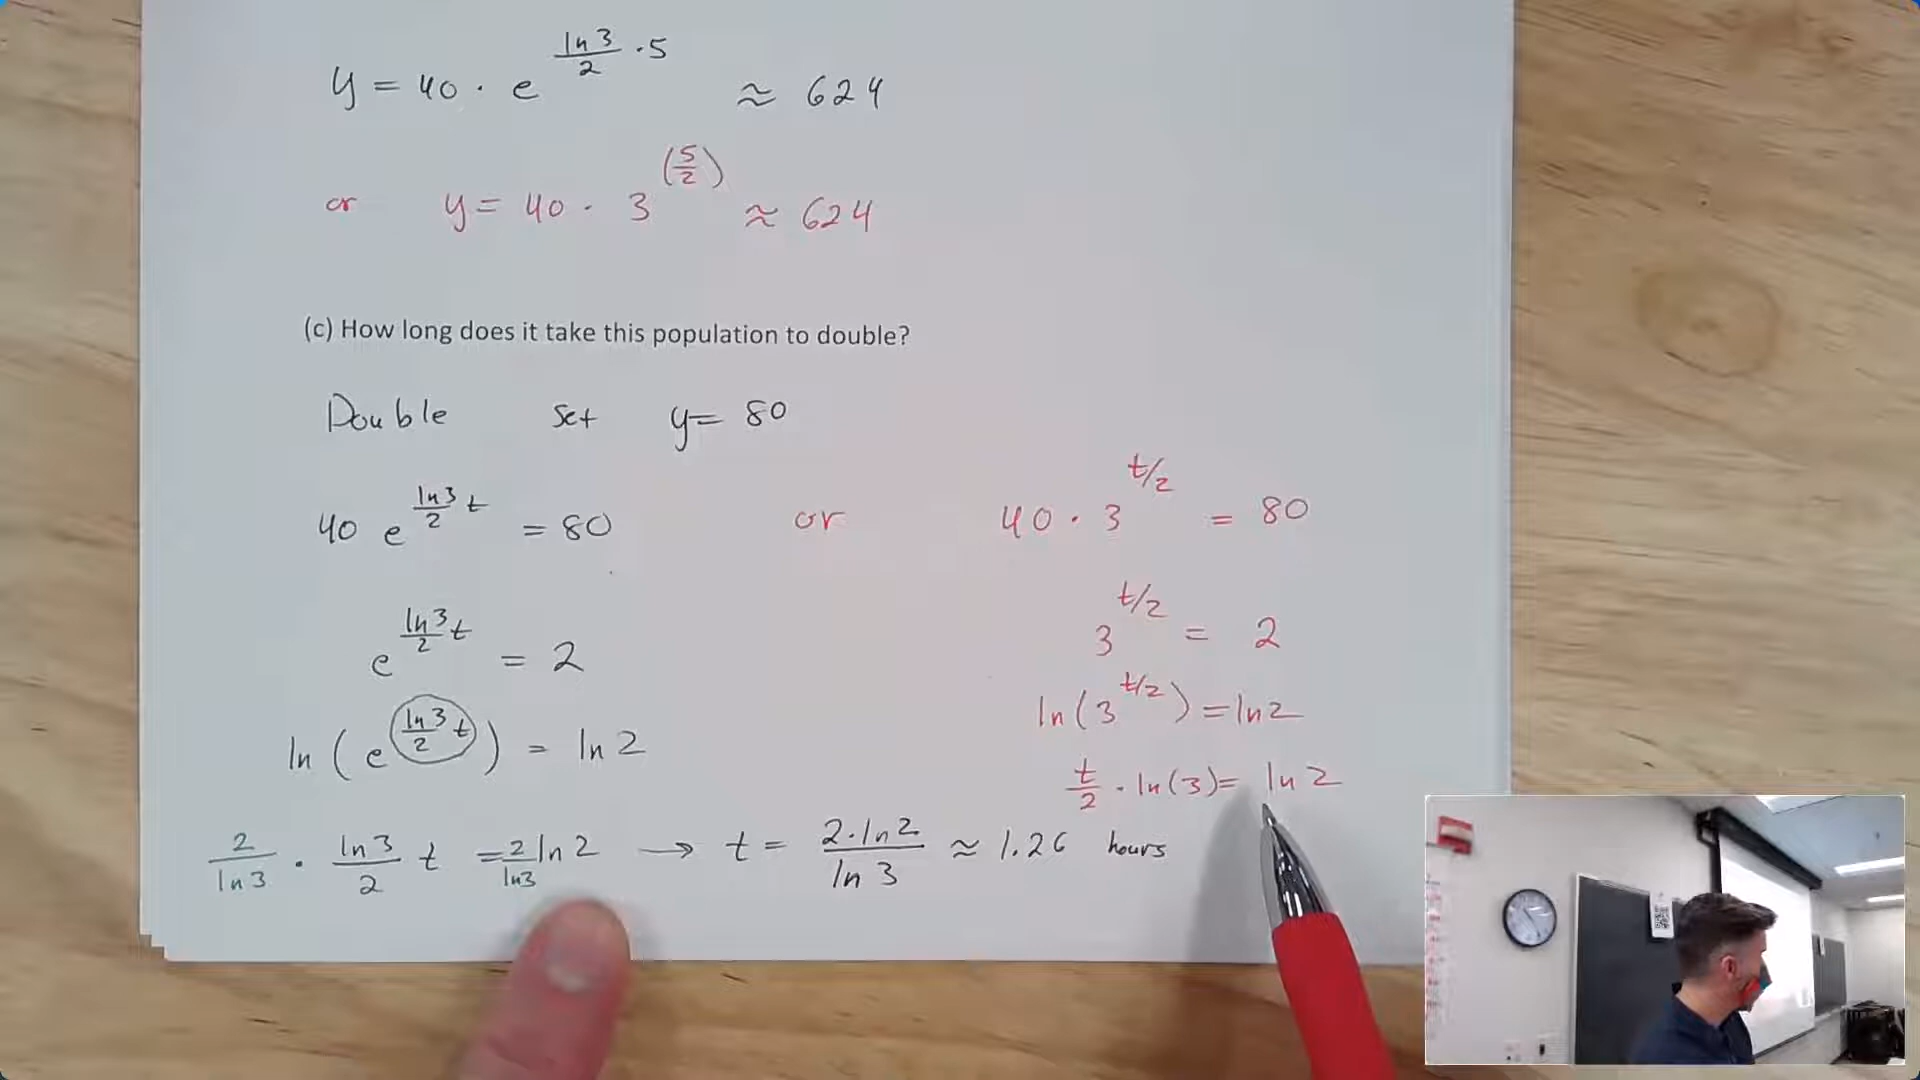 y = 40 · e^(ln 3/2 · 5) ≈ 624
or y = 40 · 3^(5/2) ≈ 624
(c) How long does it take this population to double?
Double Set y = 80
40 e^(ln3/2 t) = 80 or 40 · 3^(t/2) = 80
e^(ln3/2 t) = 2
3^(t/2) = 2
ln(3^(t/2)) = ln2
ln(e^(ln3/2 t)) = ln 2
t/2 · ln(3) = ln 2
2/ln3 · ln3/2 t = 2/ln3 ln 2 → t = 2·ln2/ln 3 ≈ 1.26 hours